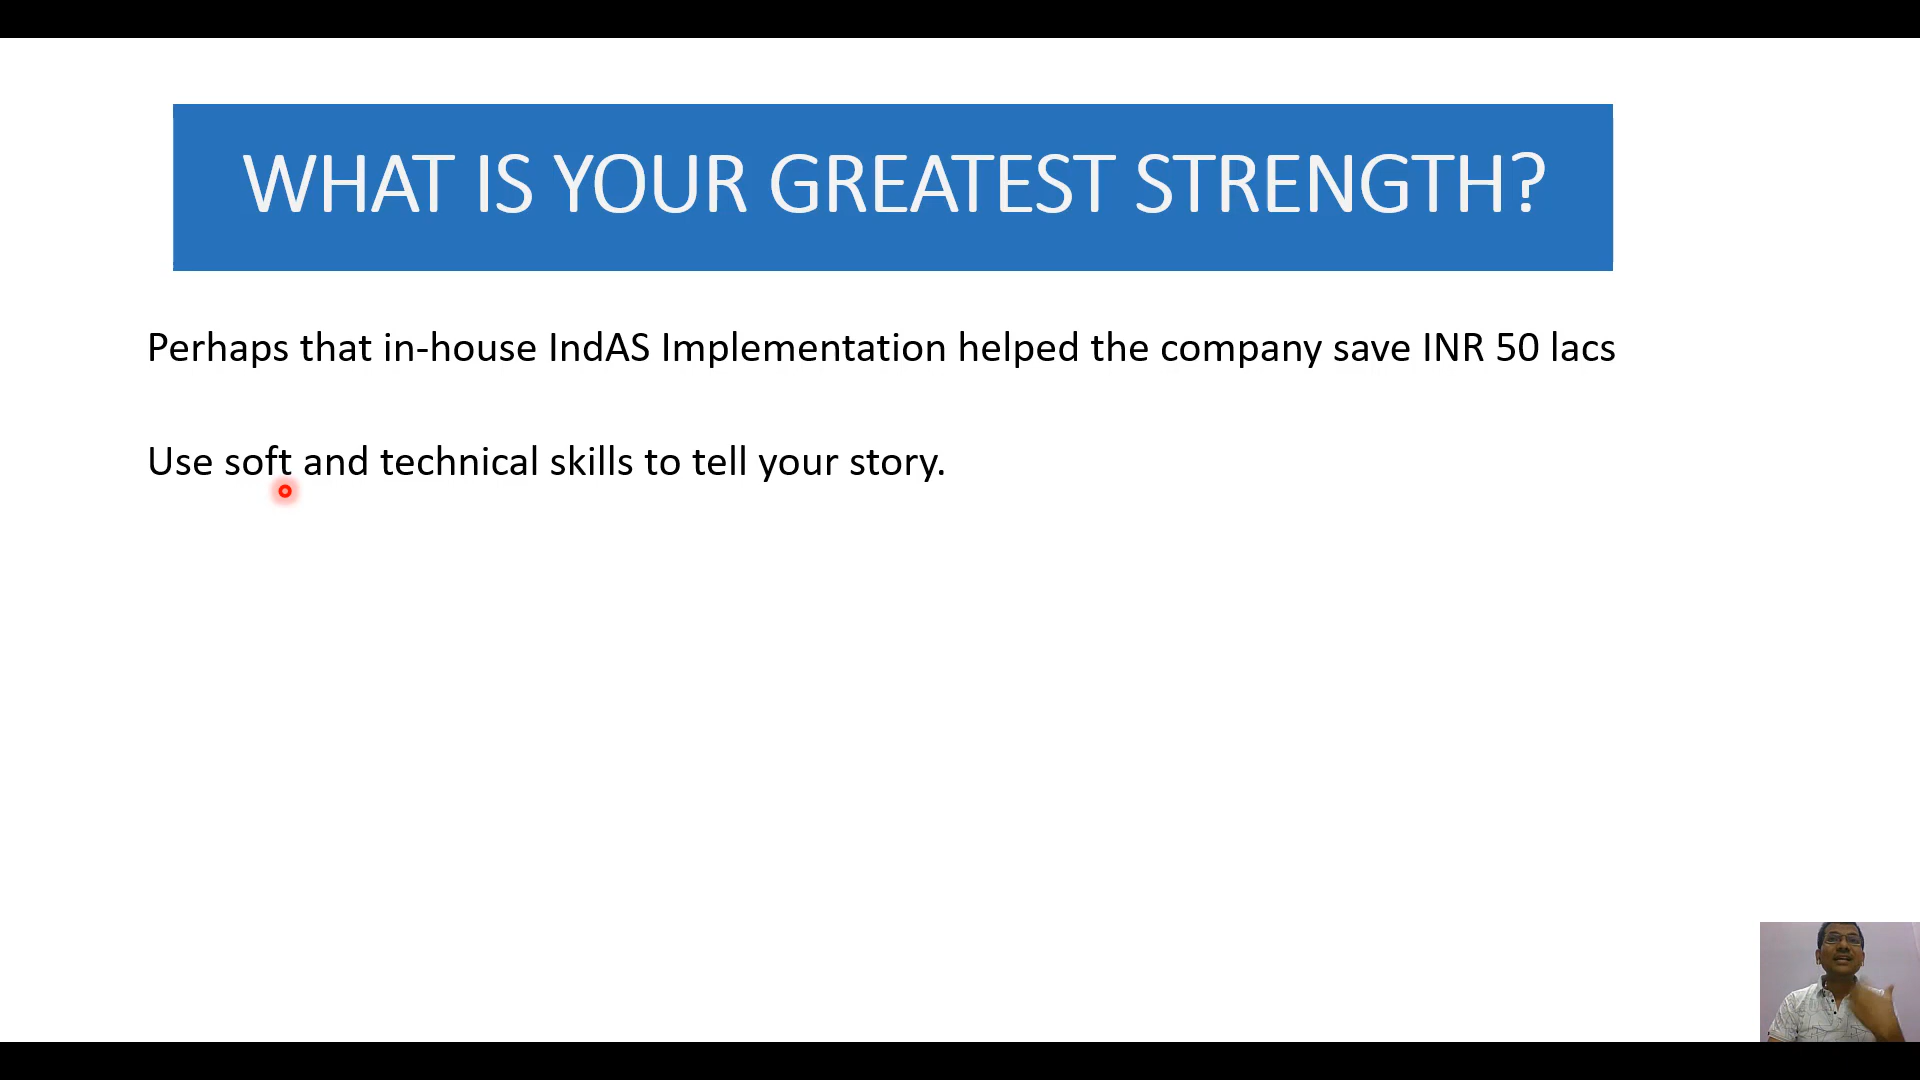 WHAT IS YOUR GREATEST STRENGTH?
Perhaps that in-house IndAS Implementation helped the company save INR 50 lacs
Use soft and technical skills to tell your story.